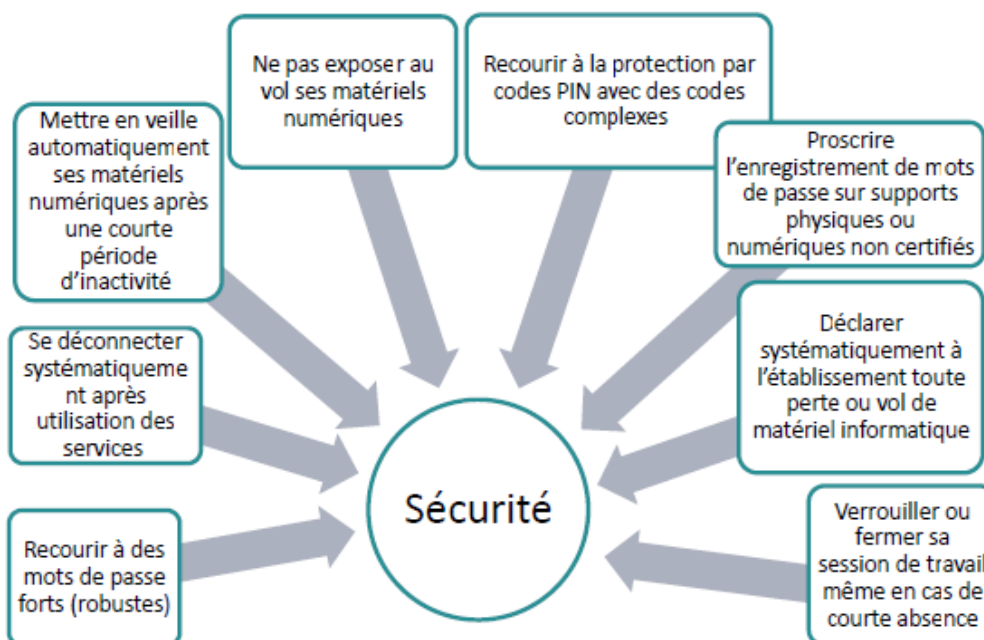 Ne pas exposer au
vol ses matériels
numériques
Recourir à la protection par
codes PIN avec des codes
complexes
Mettre en veille
automatiquement
ses matériels
numériques après
une courte
période
d’inactivité
Proscrire
l’enregistrement de mots
de passe sur supports
physiques ou
numériques non certifiés
Se déconnecter
systématiqueme
nt après
utilisation des
services
Déclarer
systématiquement à
l’établissement toute
perte ou vol de
matériel informatique
Sécurité
Recourir à des
mots de passe
forts (robustes)
Verrouiller ou
fermer sa
session de travail
même en cas de
courte absence